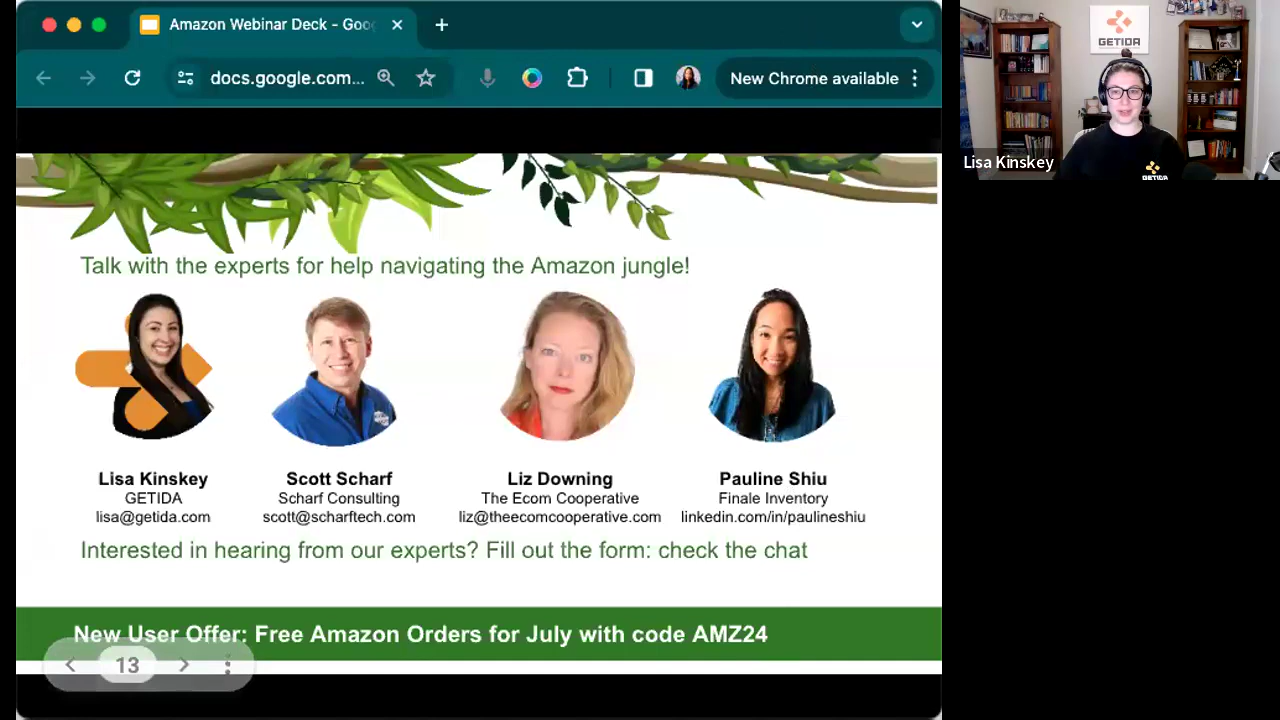 Amazon Webinar Deck - Goo
docs.google.com...
New Chrome available
GETIDA
Lisa Kinskey
GETIDA
Talk with the experts for help navigating the Amazon jungle!
Lisa Kinskey
GETIDA
lisa@getida.com
Scott Scharf
Scharf Consulting
scott@scharftech.com
Liz Downing
The Ecom Cooperative
liz@theecomcooperative.com
Pauline Shiu
Finale Inventory
linkedin.com/in/paulineshiu
Interested in hearing from our experts? Fill out the form: check the chat
New User Offer: Free Amazon Orders for July with code AMZ24
13